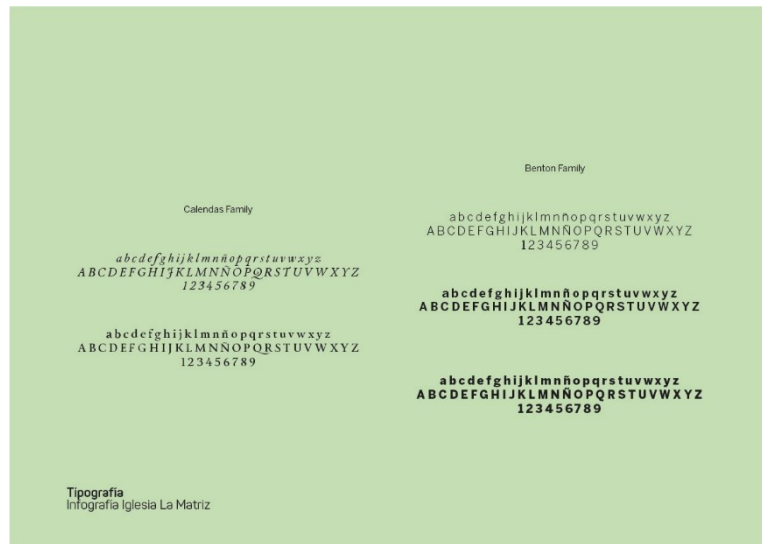 Calendas Family
abcdefghijklmnñopqrstuvwxyz
ABCDEFGHIJKLMNÑOPQRSTUVWXYZ
123456789
abcdefghijklmnñopqrstuvwxyz
ABCDEFGHIJKLMNÑOPQRSTUVWXYZ
123456789
Benton Family
abcdefghijklmnñopqrstuvwxyz
ABCDEFGHIJKLMNÑOPQRSTUVWXYZ
123456789
abcdefghijklmnñopqrstuvwxyz
ABCDEFGHIJKLMNÑOPQRSTUVWXYZ
123456789
abcdefghijklmnñopqrstuvwxyz
ABCDEFGHIJKLMNÑOPQRSTUVWXYZ
123456789
Tipografía
Infografía Iglesia La Matriz